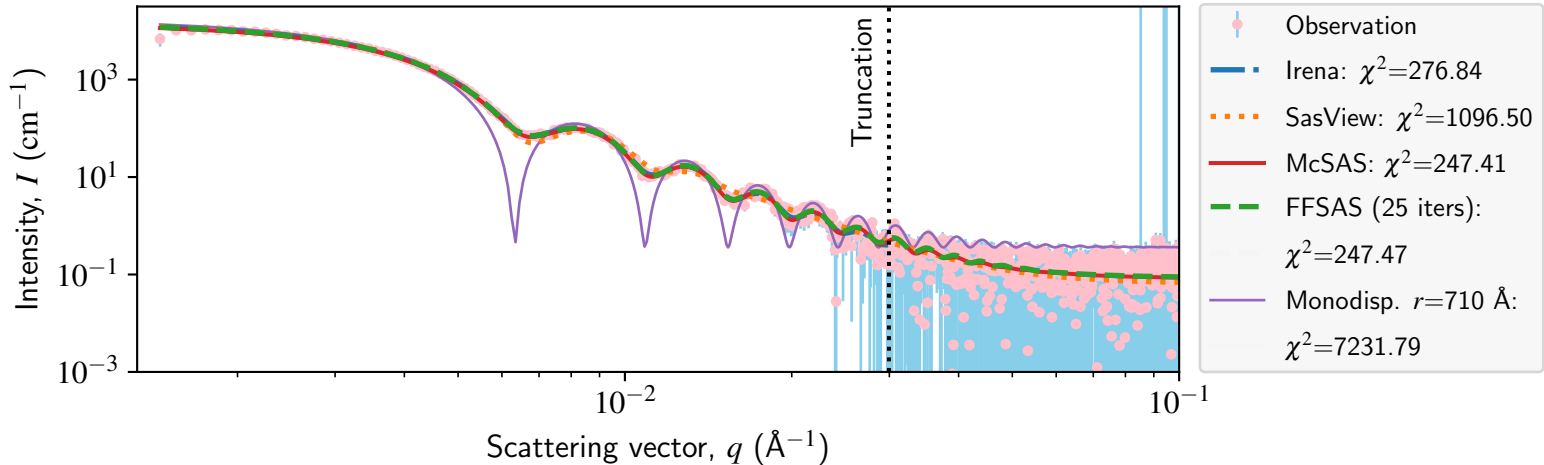 Intensity, I (cm⁻¹)
10³
10¹
10⁻¹
10⁻³
Truncation
10⁻²
10⁻¹
Scattering vector, q (Å⁻¹)
Observation
Irena: χ²=276.84
SasView: χ²=1096.50
McSAS: χ²=247.41
FFSAS (25 iters):
χ²=247.47
Monodisp. r=710 Å:
χ²=7231.79